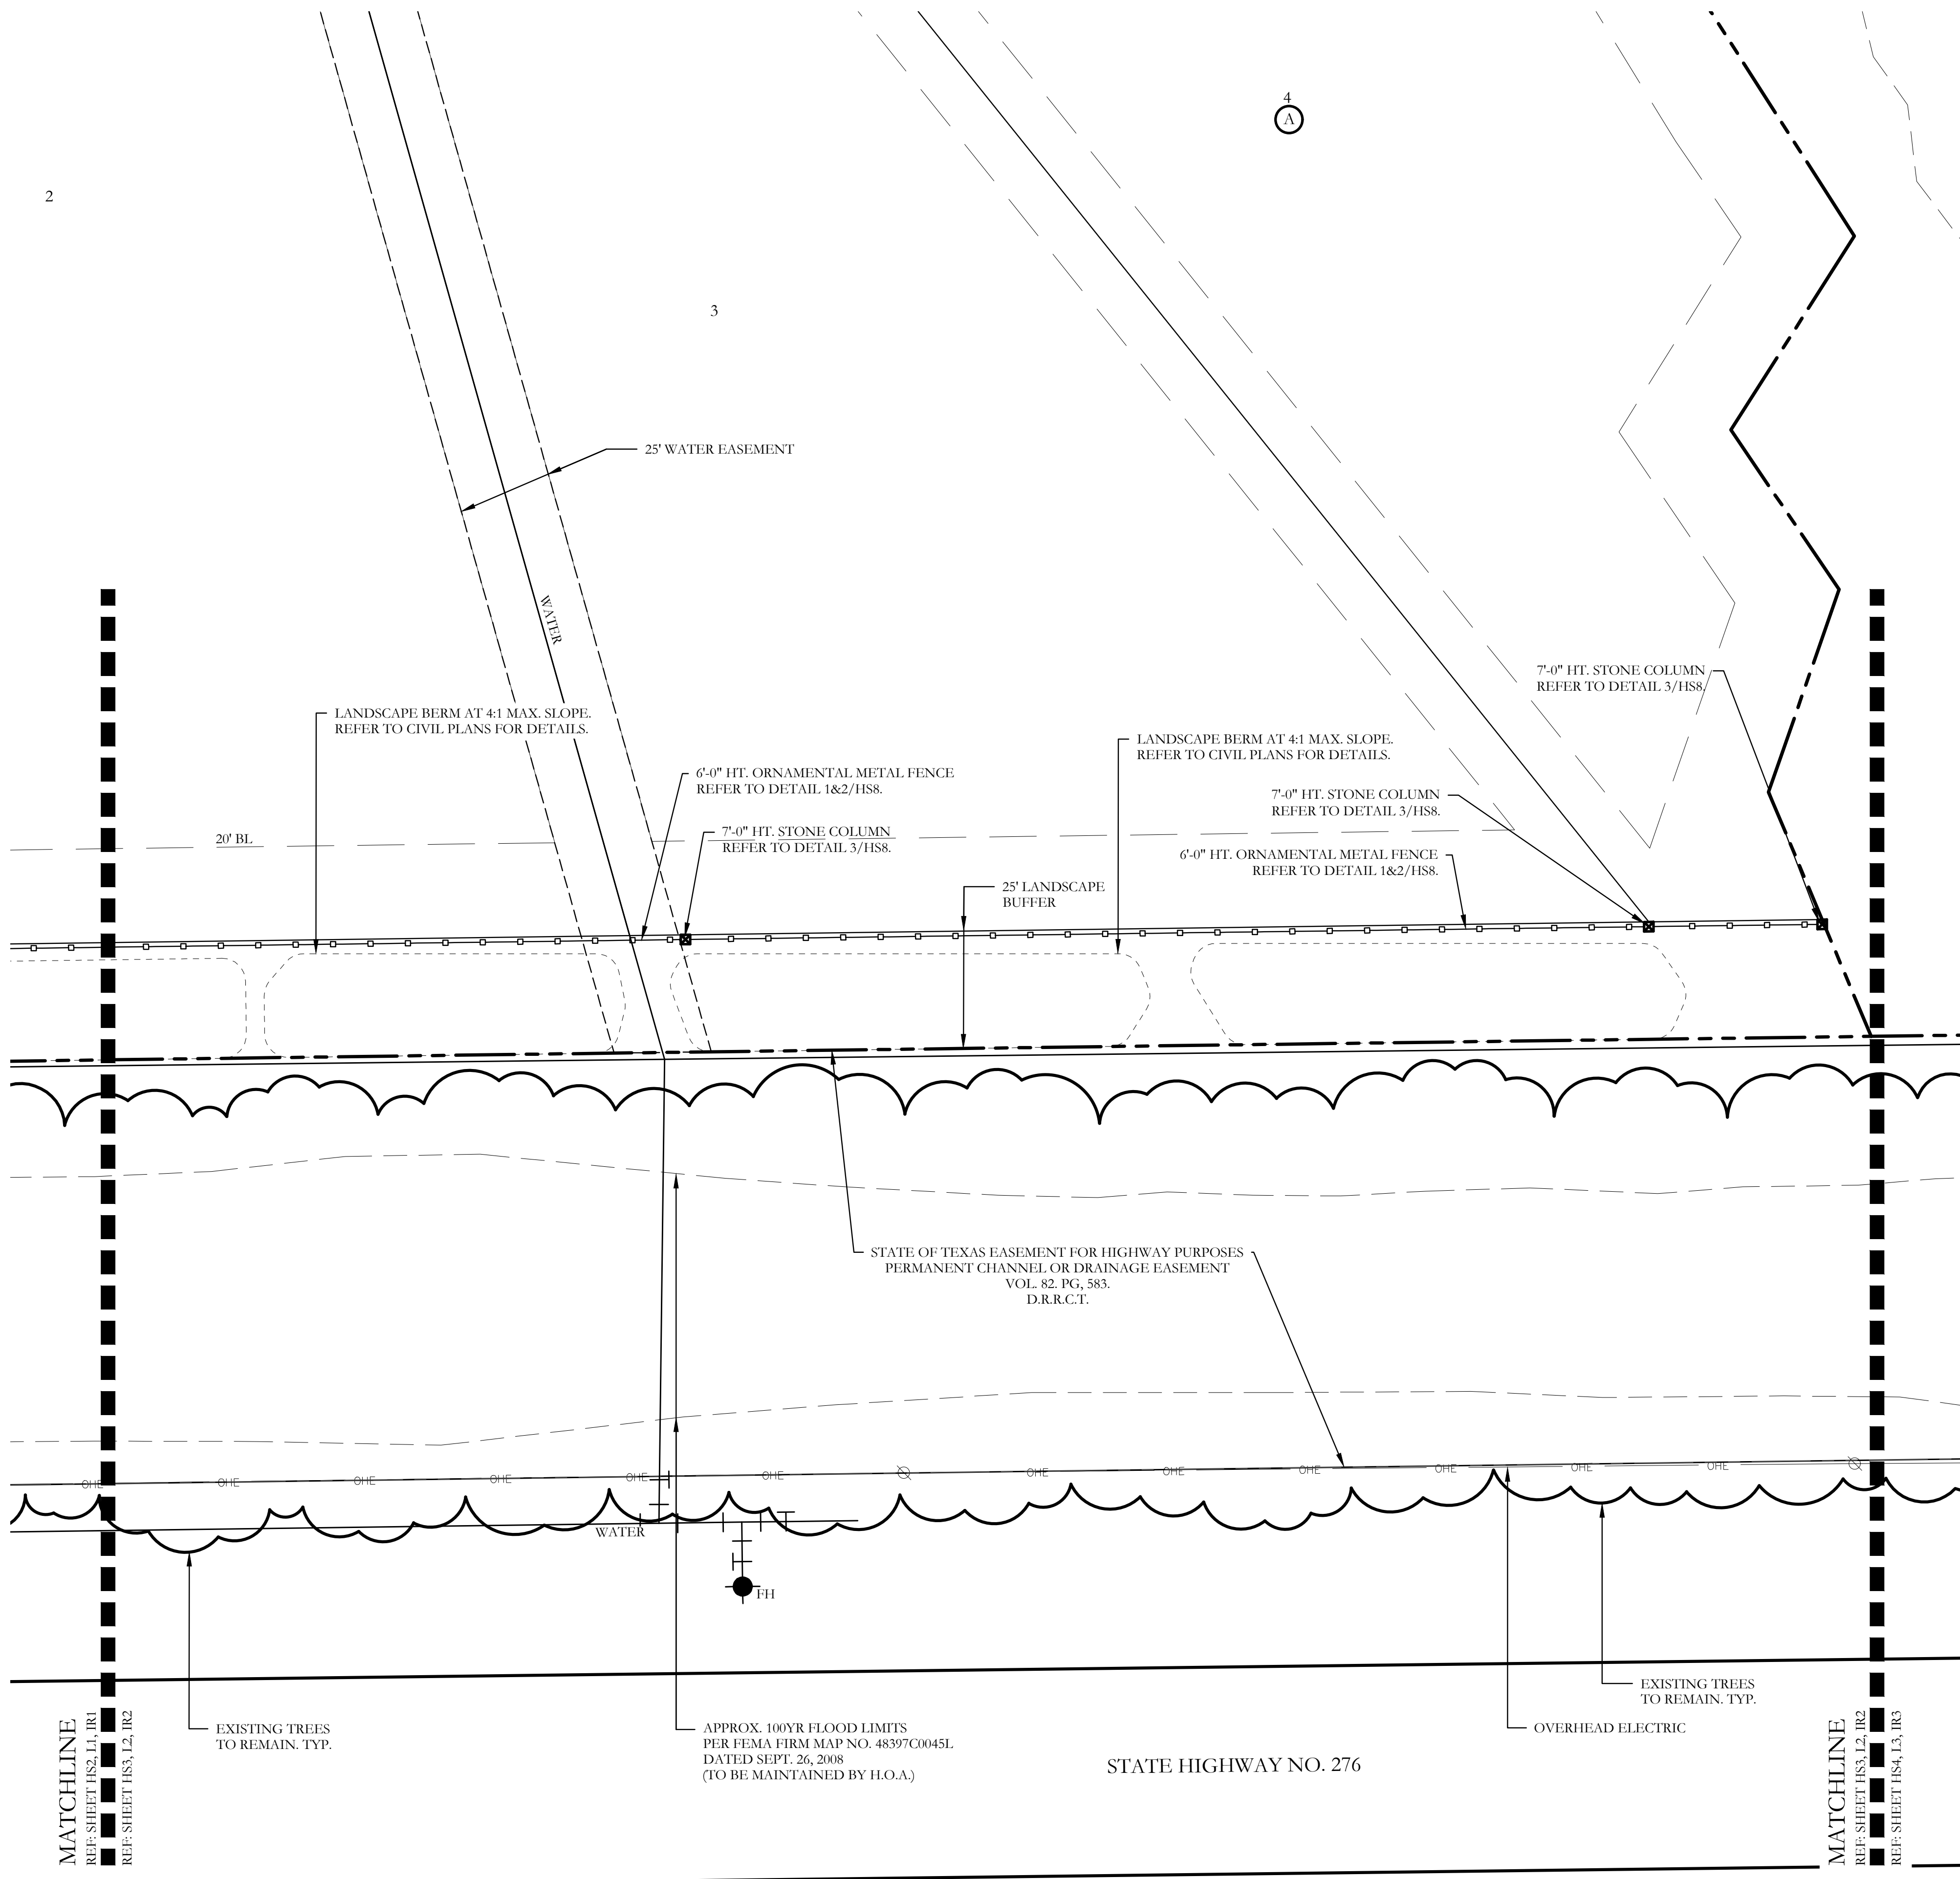 4
A
2
3
25' WATER EASEMENT
WATER
7'-0" HT. STONE COLUMN
REFER TO DETAIL 3/HS8.
LANDSCAPE BERM AT 4:1 MAX. SLOPE.
REFER TO CIVIL PLANS FOR DETAILS.
LANDSCAPE BERM AT 4:1 MAX. SLOPE.
REFER TO CIVIL PLANS FOR DETAILS.
6'-0" HT. ORNAMENTAL METAL FENCE
REFER TO DETAIL 1&2/HS8.
7'-0" HT. STONE COLUMN
REFER TO DETAIL 3/HS8.
20' BL
7'-0" HT. STONE COLUMN
REFER TO DETAIL 3/HS8.
6'-0" HT. ORNAMENTAL METAL FENCE
REFER TO DETAIL 1&2/HS8.
25' LANDSCAPE
BUFFER
STATE OF TEXAS EASEMENT FOR HIGHWAY PURPOSES
PERMANENT CHANNEL OR DRAINAGE EASEMENT
VOL. 82. PG, 583.
D.R.R.C.T.
OHE OHE OHE OHE OHE OHE OHE OHE OHE OHE OHE OHE
WATER
FH
EXISTING TREES
TO REMAIN. TYP.
EXISTING TREES
TO REMAIN. TYP.
APPROX. 100YR FLOOD LIMITS
PER FEMA FIRM MAP NO. 48397C0045L
DATED SEPT. 26, 2008
(TO BE MAINTAINED BY H.O.A.)
OVERHEAD ELECTRIC
STATE HIGHWAY NO. 276
MATCHLINE
REF: SHEET HS2, L1, IR1
REF: SHEET HS3, L2, IR2
MATCHLINE
REF: SHEET HS3, L2, IR2
REF: SHEET HS4, L3, IR3